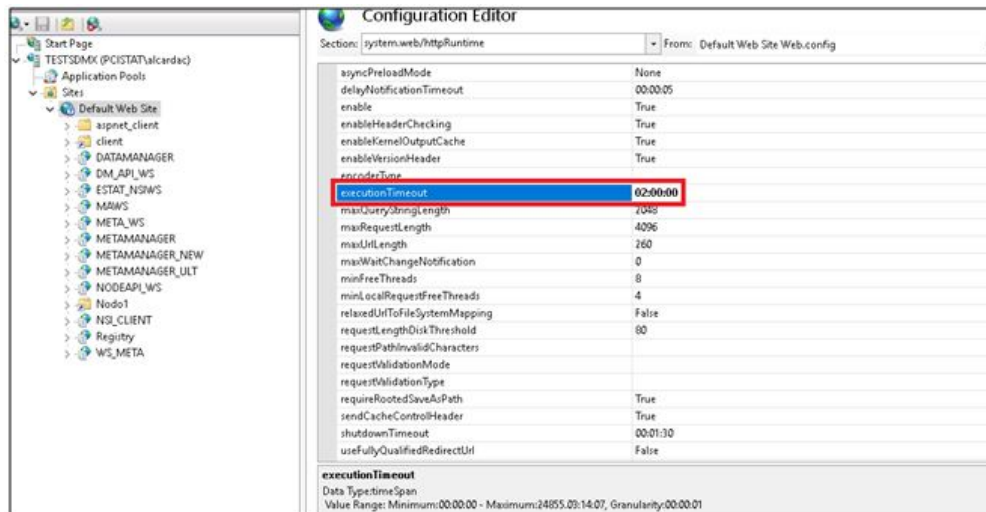 Configuration Editor
Section: system.web/httpRuntime From: Default Web Site Web.config
Start Page
TESTSDMX (PCISTAT\alcardac)
Application Pools
Sites
Default Web Site
aspnet_client
client
DATAMANAGER
DM_API_WS
ESTAT_NSIWS
MAWS
META_WS
METAMANAGER
METAMANAGER_NEW
METAMANAGER_ULT
NODEAPI_WS
Nodo1
NSI_CLIENT
Registry
WS_META
asyncPreloadMode None
delayNotificationTimeout 00:00:05
enable True
enableHeaderChecking True
enableKernelOutputCache True
enableVersionHeader True
encoderType
executionTimeout 02:00:00
maxQueryStringLength 2048
maxRequestLength 4096
maxUrlLength 260
maxWaitChangeNotification 0
minFreeThreads 8
minLocalRequestFreeThreads 4
relaxedUrlToFileSystemMapping False
requestLengthDiskThreshold 80
requestPathInvalidCharacters
requestValidationMode
requestValidationType
requireRootedSaveAsPath True
sendCacheControlHeader True
shutdownTimeout 00:01:30
useFullyQualifiedRedirectUrl False
executionTimeout
Data Type:timeSpan
Value Range: Minimum:00:00:00 - Maximum:24855.03:14:07, Granularity:00:00:01